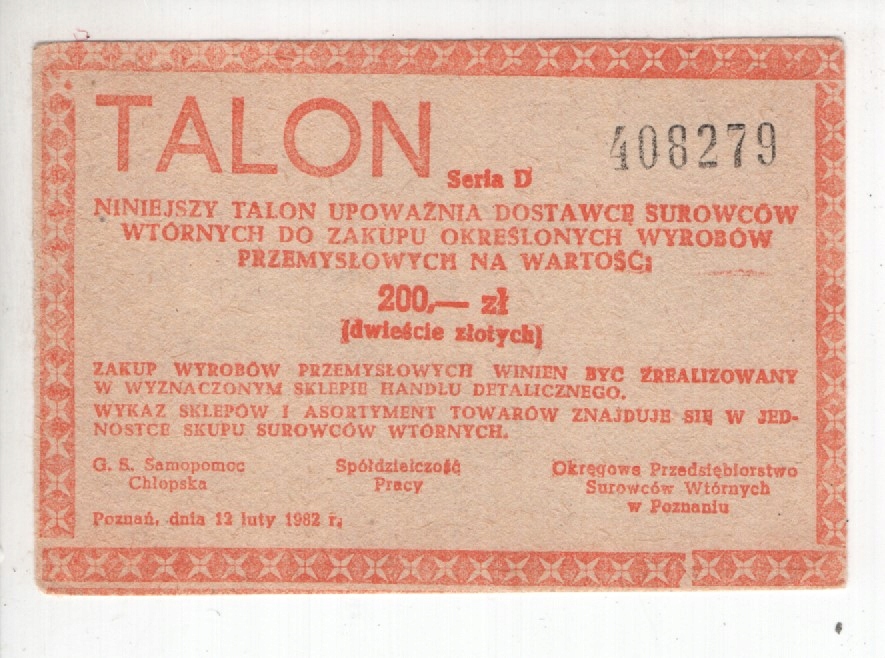 TALON
Seria D
408279
NINIEJSZY TALON UPOWAŻNIA DOSTAWCĘ SUROWCÓW
WTÓRNYCH DO ZAKUPU OKREŚLONYCH WYROBÓW
PRZEMYSŁOWYCH NA WARTOŚĆ:
200,— zł
(dwieście złotych)
ZAKUP WYROBÓW PRZEMYSŁOWYCH WINIEN BYC ZREALIZOWANY
W WYZNACZONYM SKLEPIE HANDLU DETALICZNEGO.
WYKAZ SKLEPÓW I ASORTYMENT TOWARÓW ZNAJDUJE SIĘ W JED-
NOSTCE SKUPU SUROWCÓW WTÓRNYCH.
G. S. Samopomoc
Chłopska
Spółdzielczość
Pracy
Okręgowe Przedsiębiorstwo
Surowców Wtórnych
w Poznaniu
Poznań, dnia 12 luty 1982 r.